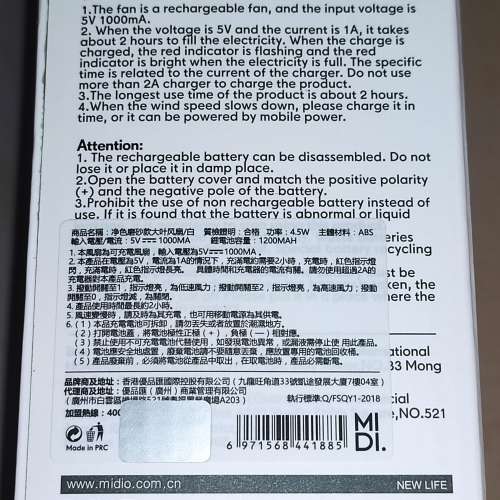 1.The fan is a rechargeable fan, and the input voltage is
5V 1000mA.
2. When the voltage is 5V and the current is 1A, it takes
about 2 hours to fill the electricity. When the charge is
charged, the red indicator is flashing and the red
indicator is bright when the electricity is full. The specific
time is related to the current of the charger. Do not use
more than 2A charger to charge the product.
3.The longest use time of the product is about 2 hours.
4.When the wind speed slows down, please charge it in
time, or it can be powered by mobile power.
Attention:
1. The rechargeable battery can be disassembled. Do not
lose it or place it in damp place.
2.Open the battery cover and match the positive polarity
(+) and the negative pole of the battery.
3.Prohibit the use of non rechargeable battery instead of
use. If it is found that the battery is abnormal or liquid
商品名稱：净色磨砂款大叶风扇/白 質檢證明：合格 功率：4.5W 主體材料：ABS
輸入電壓/電流：5V⎓1000MA 鋰電池容量：1200MAH
1. 本風扇為可充電風扇，輸入電壓為5V⎓1000MA 。
2. 本產品在電壓為5V，電流為1A的情況下，充滿電約需要2小時，充電時，紅色指示燈
閃，充滿電時，紅色指示燈長亮。 具體時間和充電器的電流有關。請勿使用超過2A的
充電器對本產品充電。
3. 撥動開關至1，指示燈亮，為低速風力；撥動開關至2，指示燈亮，為高速風力；撥動
開關至0，指示燈滅，為關閉。
4. 產品使用時間最長約2小時。
5. 風速變慢時，請及時為其充電，也可用移動電源為其供電。
6. (1) 本品充電電池可拆卸，請勿丟失或者放置于潮濕地方。
(2) 打開電池蓋，將電池極性正極（+），負極（—）相對應。
(3) 禁止使用不可充電電池代替使用，如發現電池異常，或漏液需停止使 用此產品。
(4) 電池應安全地處置，廢棄電池請不要隨意丟棄，應放置專用的電池回收桶。
(5) 產品廢棄前，必須將電池從產品中取出，在取電池時，產品必需斷電。
eries
ycling
t be
ken, the
here the
品牌商名稱：香港優品匯國際投股有限公司（九龍旺角道33號凱途發展大厦7樓04室）
優品匯（廣州）商業管理有限公司
執行標準:Q/FSQY1-2018
national
33 Mong
cial
e,NO.521
加盟熱線：400
Made in PRC
6 971568 441885
MI
DI.
www.midio.com.cn
NEW LIFE